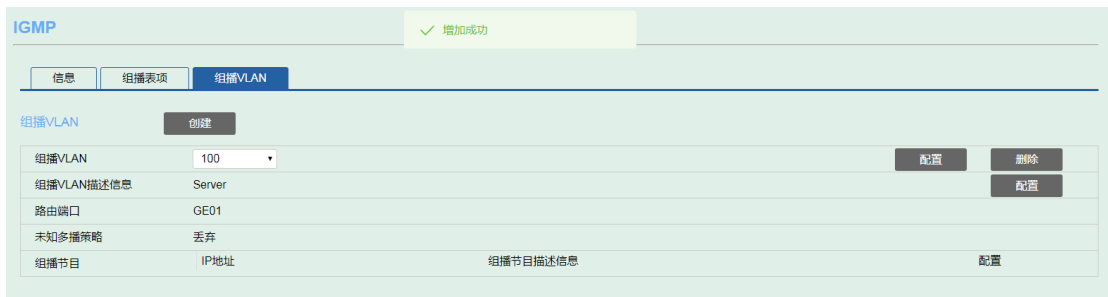 IGMP
增加成功
信息 组播表项 组播VLAN
组播VLAN 创建
组播VLAN 100 配置 删除
组播VLAN描述信息 Server 配置
路由端口 GE01
未知多播策略 丢弃
组播节目 IP地址 组播节目描述信息 配置